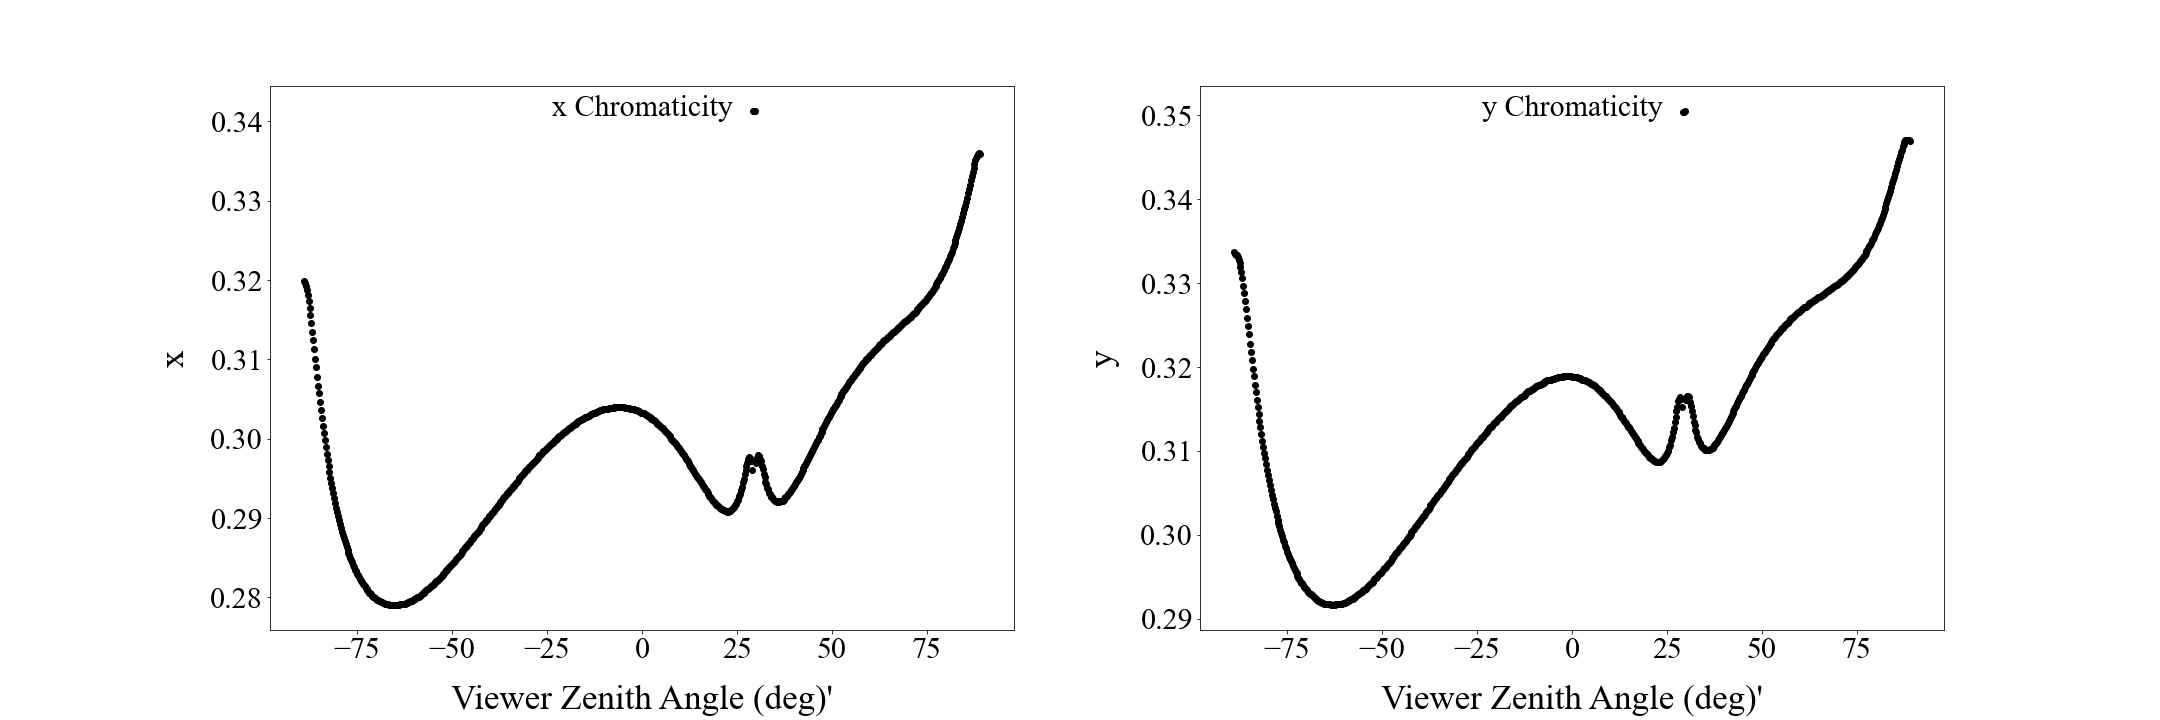 x Chromaticity
0.34
0.33
0.32
0.31
0.30
0.29
0.28
x
−75 −50 −25 0 25 50 75
Viewer Zenith Angle (deg)'
y Chromaticity
0.35
0.34
0.33
0.32
0.31
0.30
0.29
y
−75 −50 −25 0 25 50 75
Viewer Zenith Angle (deg)'